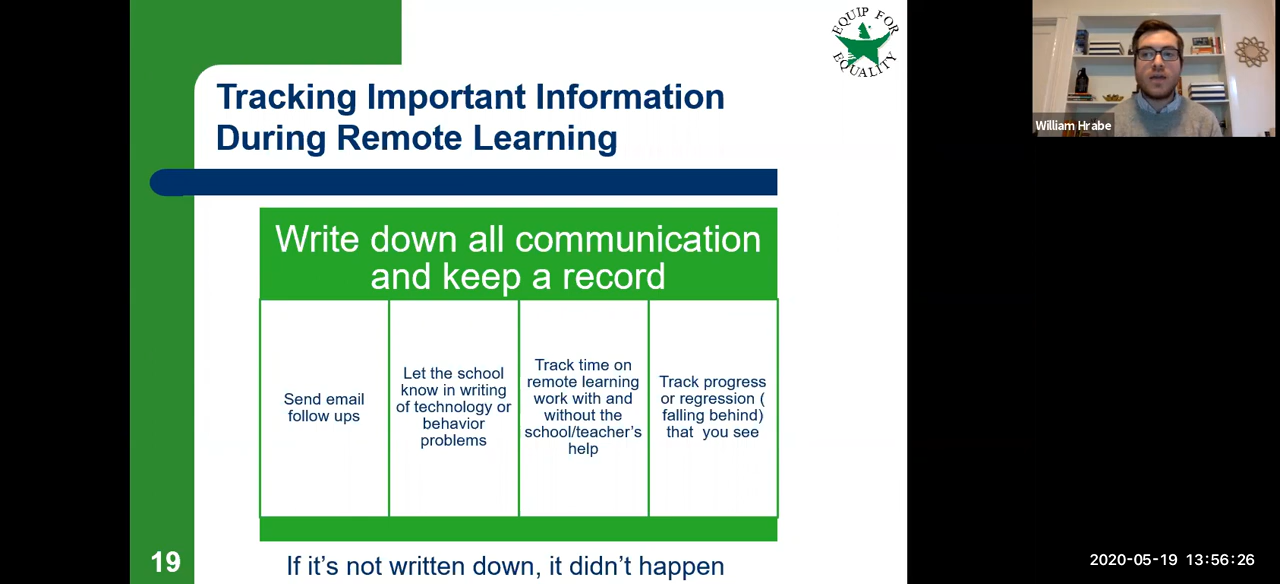 EQUIP FOR
EQUALITY
Tracking Important Information
During Remote Learning
William Hrabe
Write down all communication
and keep a record
Send email
follow ups
Let the school
know in writing
of technology or
behavior
problems
Track time on
remote learning
work with and
without the
school/teacher's
help
Track progress
or regression (
falling behind)
that you see
19
If it's not written down, it didn't happen
2020-05-19 13:56:26